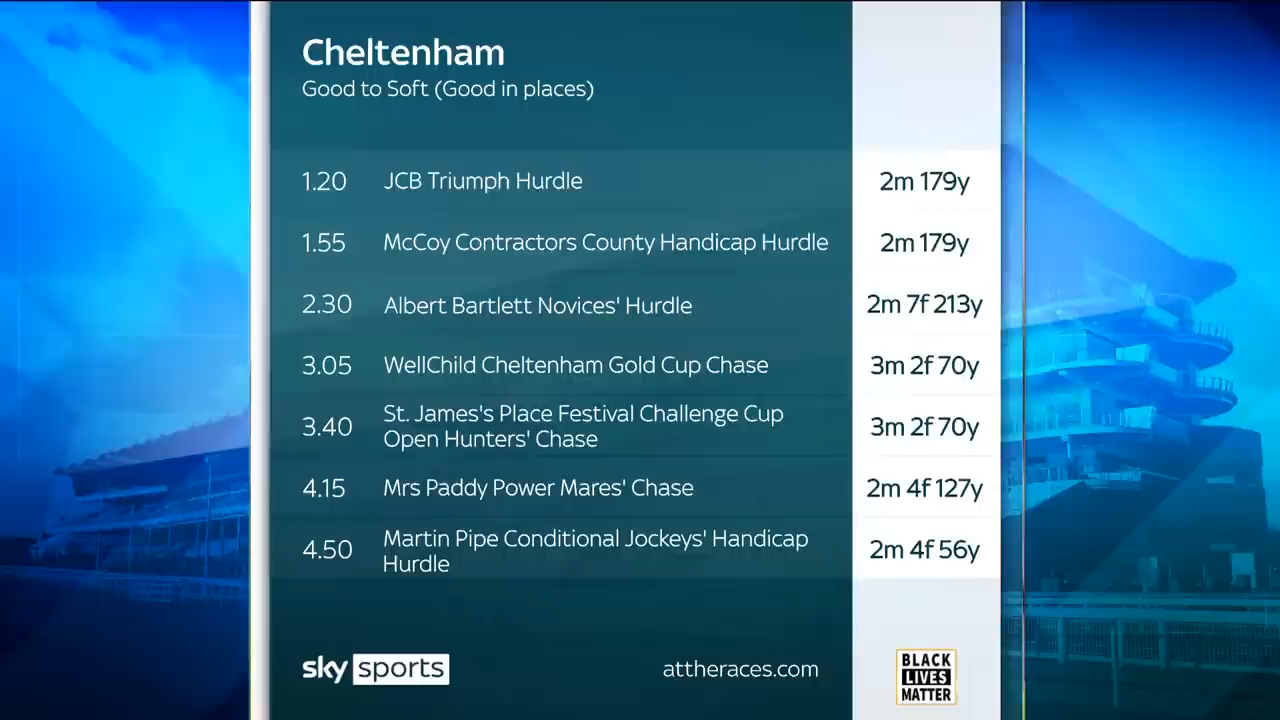 Cheltenham
Good to Soft (Good in places)
1.20 JCB Triumph Hurdle 2m 179y
1.55 McCoy Contractors County Handicap Hurdle 2m 179y
2.30 Albert Bartlett Novices' Hurdle 2m 7f 213y
3.05 WellChild Cheltenham Gold Cup Chase 3m 2f 70y
3.40 St. James's Place Festival Challenge Cup
Open Hunters' Chase 3m 2f 70y
4.15 Mrs Paddy Power Mares' Chase 2m 4f 127y
4.50 Martin Pipe Conditional Jockeys' Handicap
Hurdle 2m 4f 56y
sky sports attheraces.com
BLACK
LIVES
MATTER